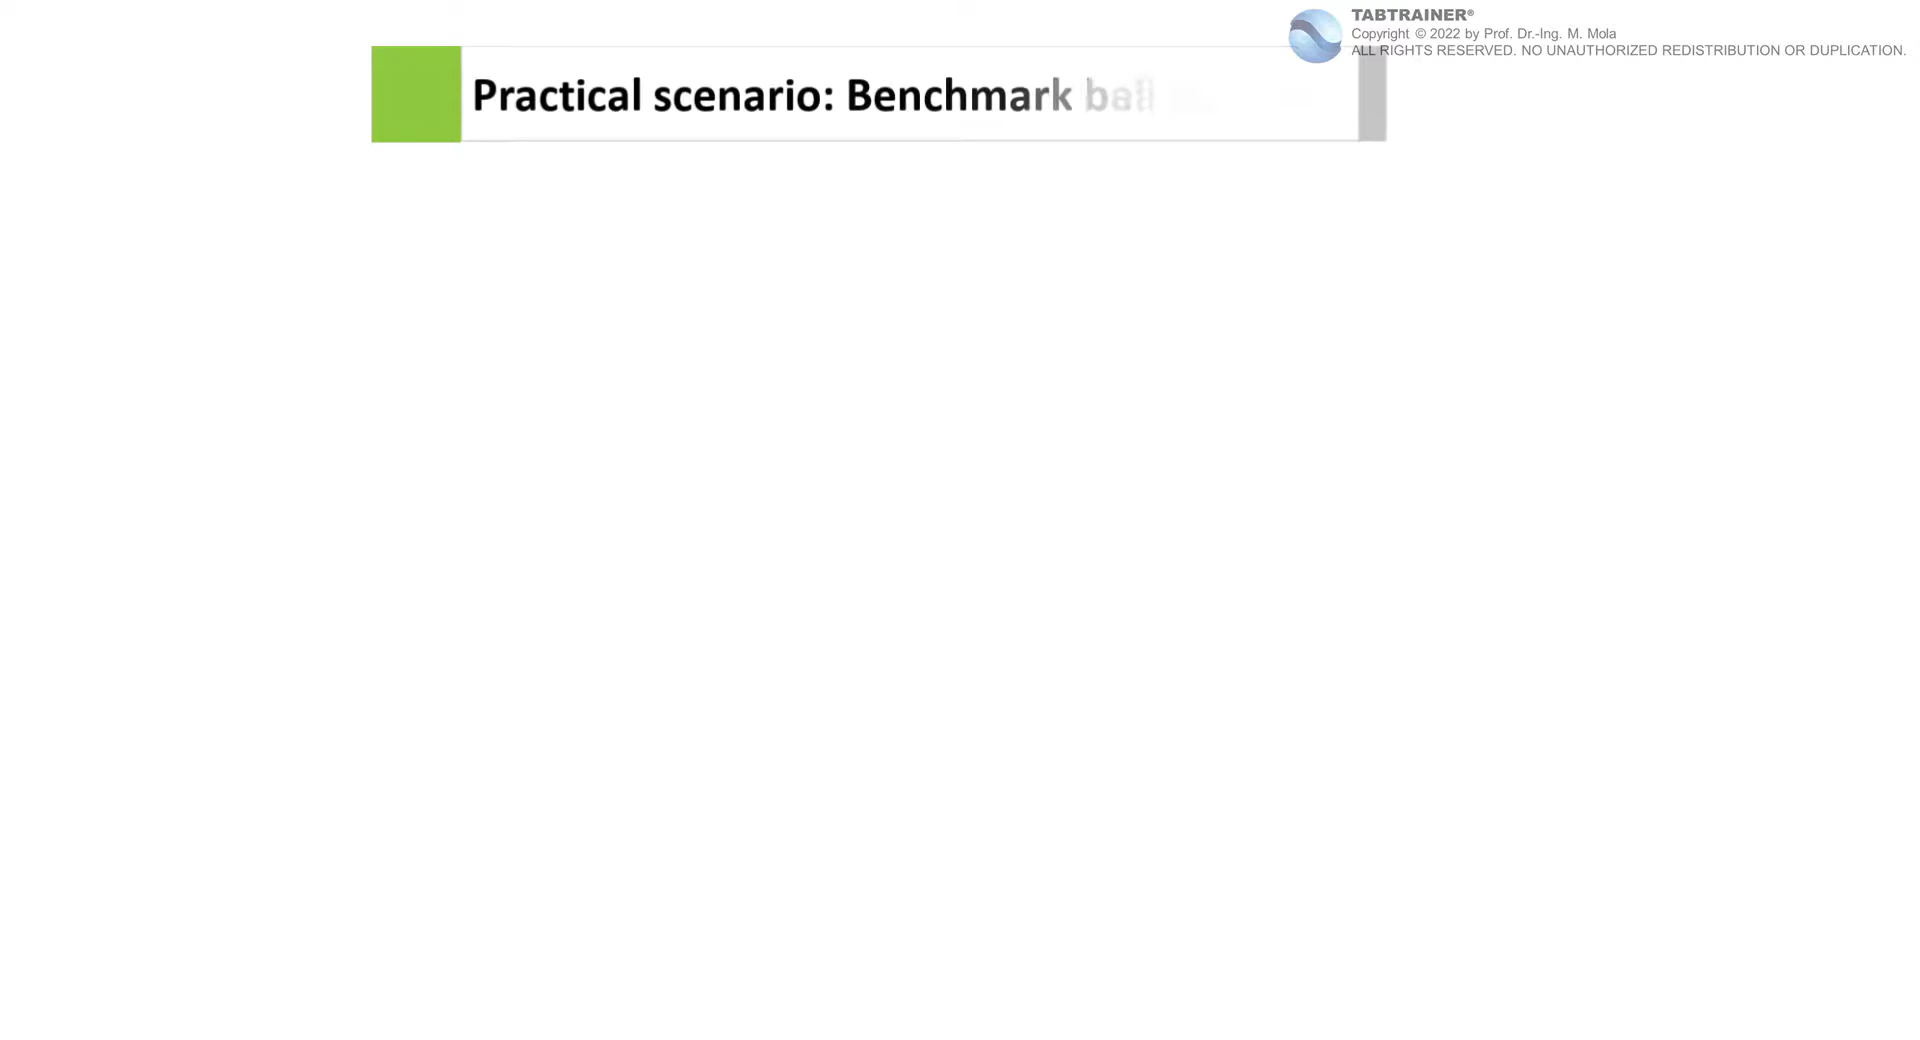 TABTRAINER®
Copyright © 2022 by Prof. Dr.-Ing. M. Mola
ALL RIGHTS RESERVED. NO UNAUTHORIZED REDISTRIBUTION OR DUPLICATION.
Practical scenario: Benchmark ball